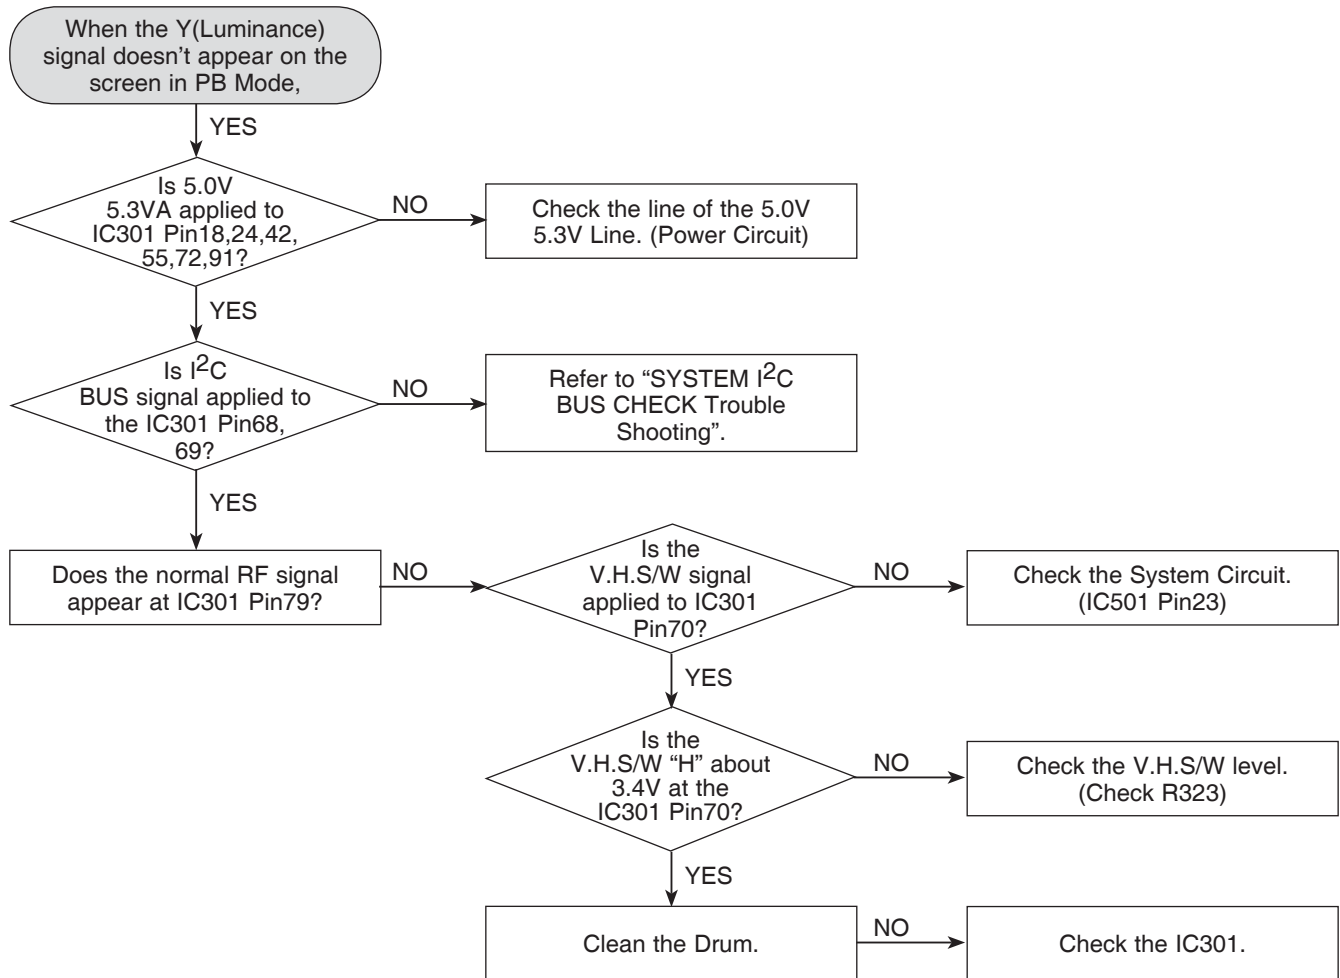 When the Y(Luminance)
signal doesn't appear on the
screen in PB Mode,
YES
Is 5.0V
5.3VA applied to
IC301 Pin18,24,42,
55,72,91?
NO
Check the line of the 5.0V
5.3V Line. (Power Circuit)
YES
Is I²C
BUS signal applied to
the IC301 Pin68,
69?
NO
Refer to “SYSTEM I²C
BUS CHECK Trouble
Shooting”.
YES
Does the normal RF signal
appear at IC301 Pin79?
NO
Is the
V.H.S/W signal
applied to IC301
Pin70?
NO
Check the System Circuit.
(IC501 Pin23)
YES
Is the
V.H.S/W “H” about
3.4V at the
IC301 Pin70?
NO
Check the V.H.S/W level.
(Check R323)
YES
Clean the Drum.
NO
Check the IC301.